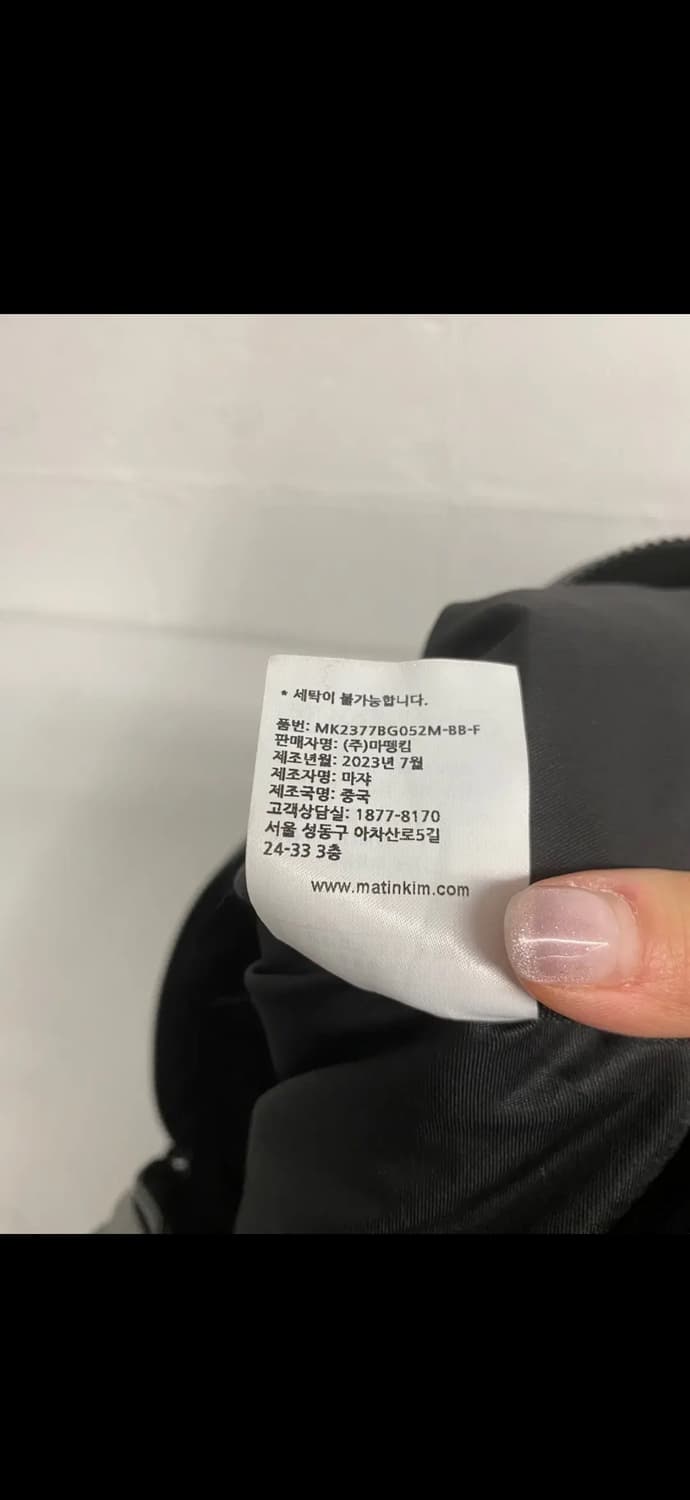 * 세탁이 불가능합니다.
품번: MK2377BG052M-BB-F
판매자명: (주)마뗑킴
제조년월: 2023년 7월
제조자명: 마쟈
제조국명: 중국
고객상담실: 1877-8170
서울 성동구 아차산로5길
24-33 3층
www.matinkim.com